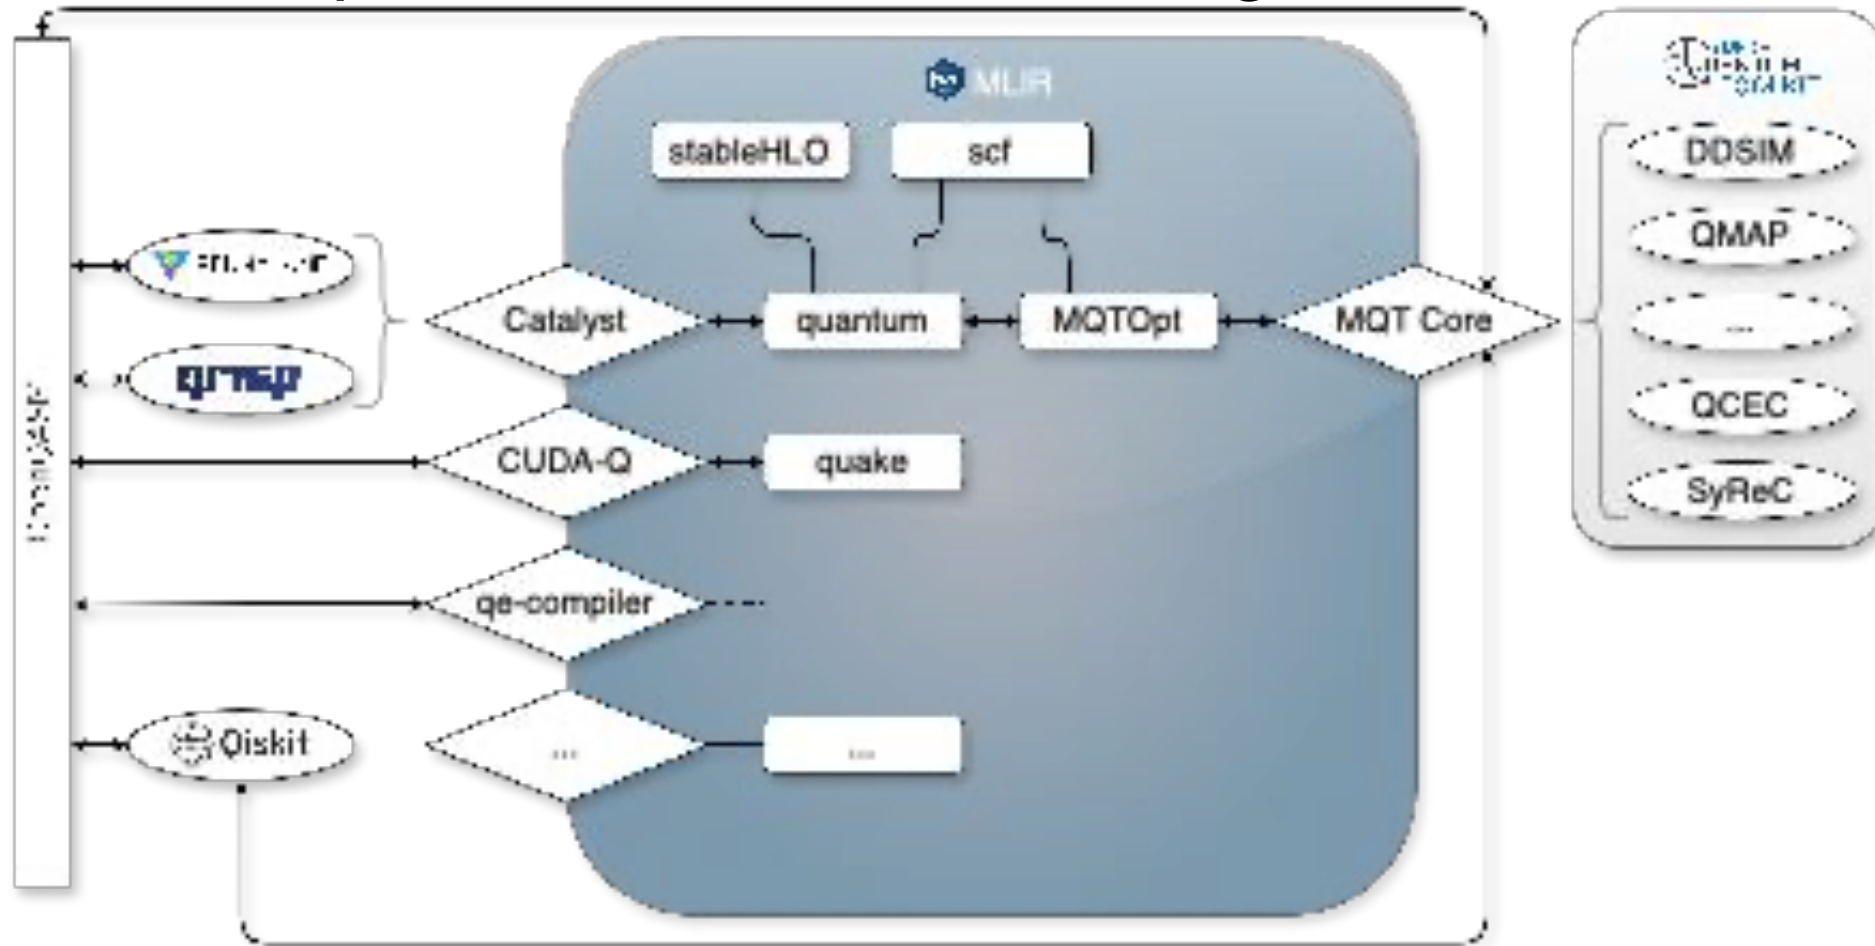 MLIR
stableHLO
scf
DDSIM
QMAP
Catalyst
quantum
MQTOpt
MQT Core
...
QCEC
CUDA-Q
quake
SyReC
qe-compiler
Qiskit
...
...